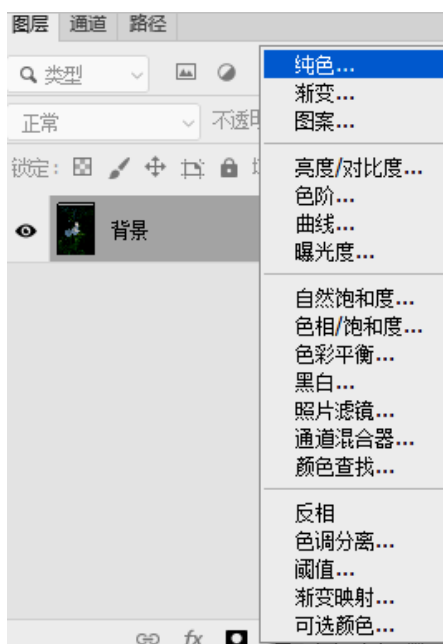 图层 通道 路径
类型
正常
不透明
锁定:
背景
fx
纯色...
渐变...
图案...
亮度/对比度...
色阶...
曲线...
曝光度...
自然饱和度...
色相/饱和度...
色彩平衡...
黑白...
照片滤镜...
通道混合器...
颜色查找...
反相
色调分离...
阈值...
渐变映射...
可选颜色...